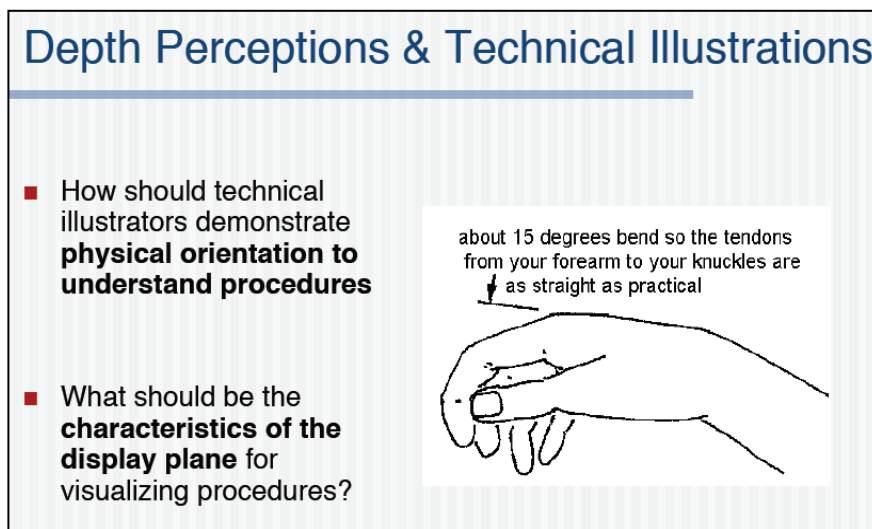 Depth Perceptions & Technical Illustrations
How should technical
illustrators demonstrate
physical orientation to
understand procedures
What should be the
characteristics of the
display plane for
visualizing procedures?
about 15 degrees bend so the tendons
from your forearm to your knuckles are
as straight as practical